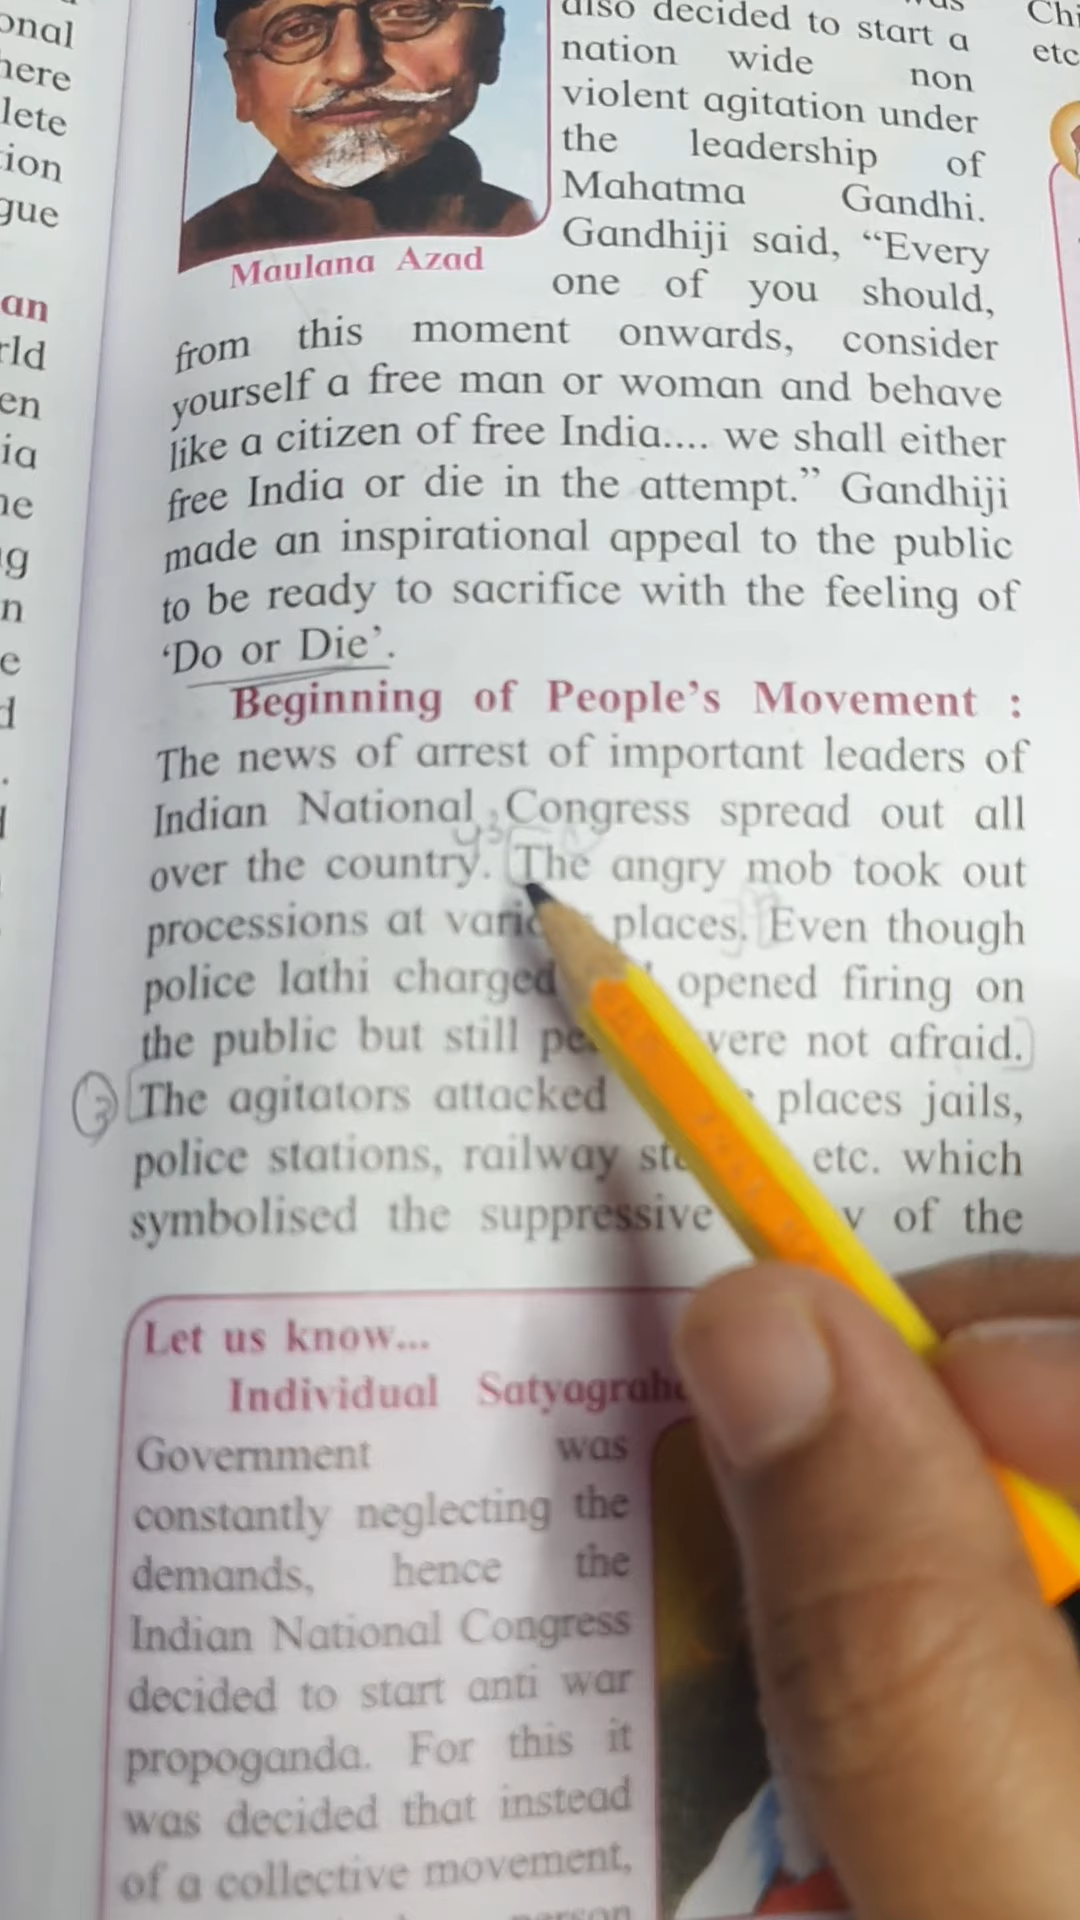 onal
here
lete
tion
gue
an
rld
en
ia
he
ng
n
e
d
Maulana Azad
also decided to start a
nation wide non
violent agitation under
the leadership of
Mahatma Gandhi.
Gandhiji said, “Every
one of you should,
from this moment onwards, consider
yourself a free man or woman and behave
like a citizen of free India.... we shall either
free India or die in the attempt.” Gandhiji
made an inspirational appeal to the public
to be ready to sacrifice with the feeling of
‘Do or Die’.
Beginning of People’s Movement :
The news of arrest of important leaders of
Indian National Congress spread out all
over the country. The angry mob took out
processions at places. Even though
police lathi charged opened firing on
the public but still were not afraid.
3 The agitators attacked places jails,
police stations, railway etc. which
symbolised the suppressive of the
Let us know...
Individual Satyagraha
Government was
constantly neglecting the
demands, hence the
Indian National Congress
decided to start anti war
propoganda. For this it
was decided that instead
of a collective movement,
person
Chi
etc